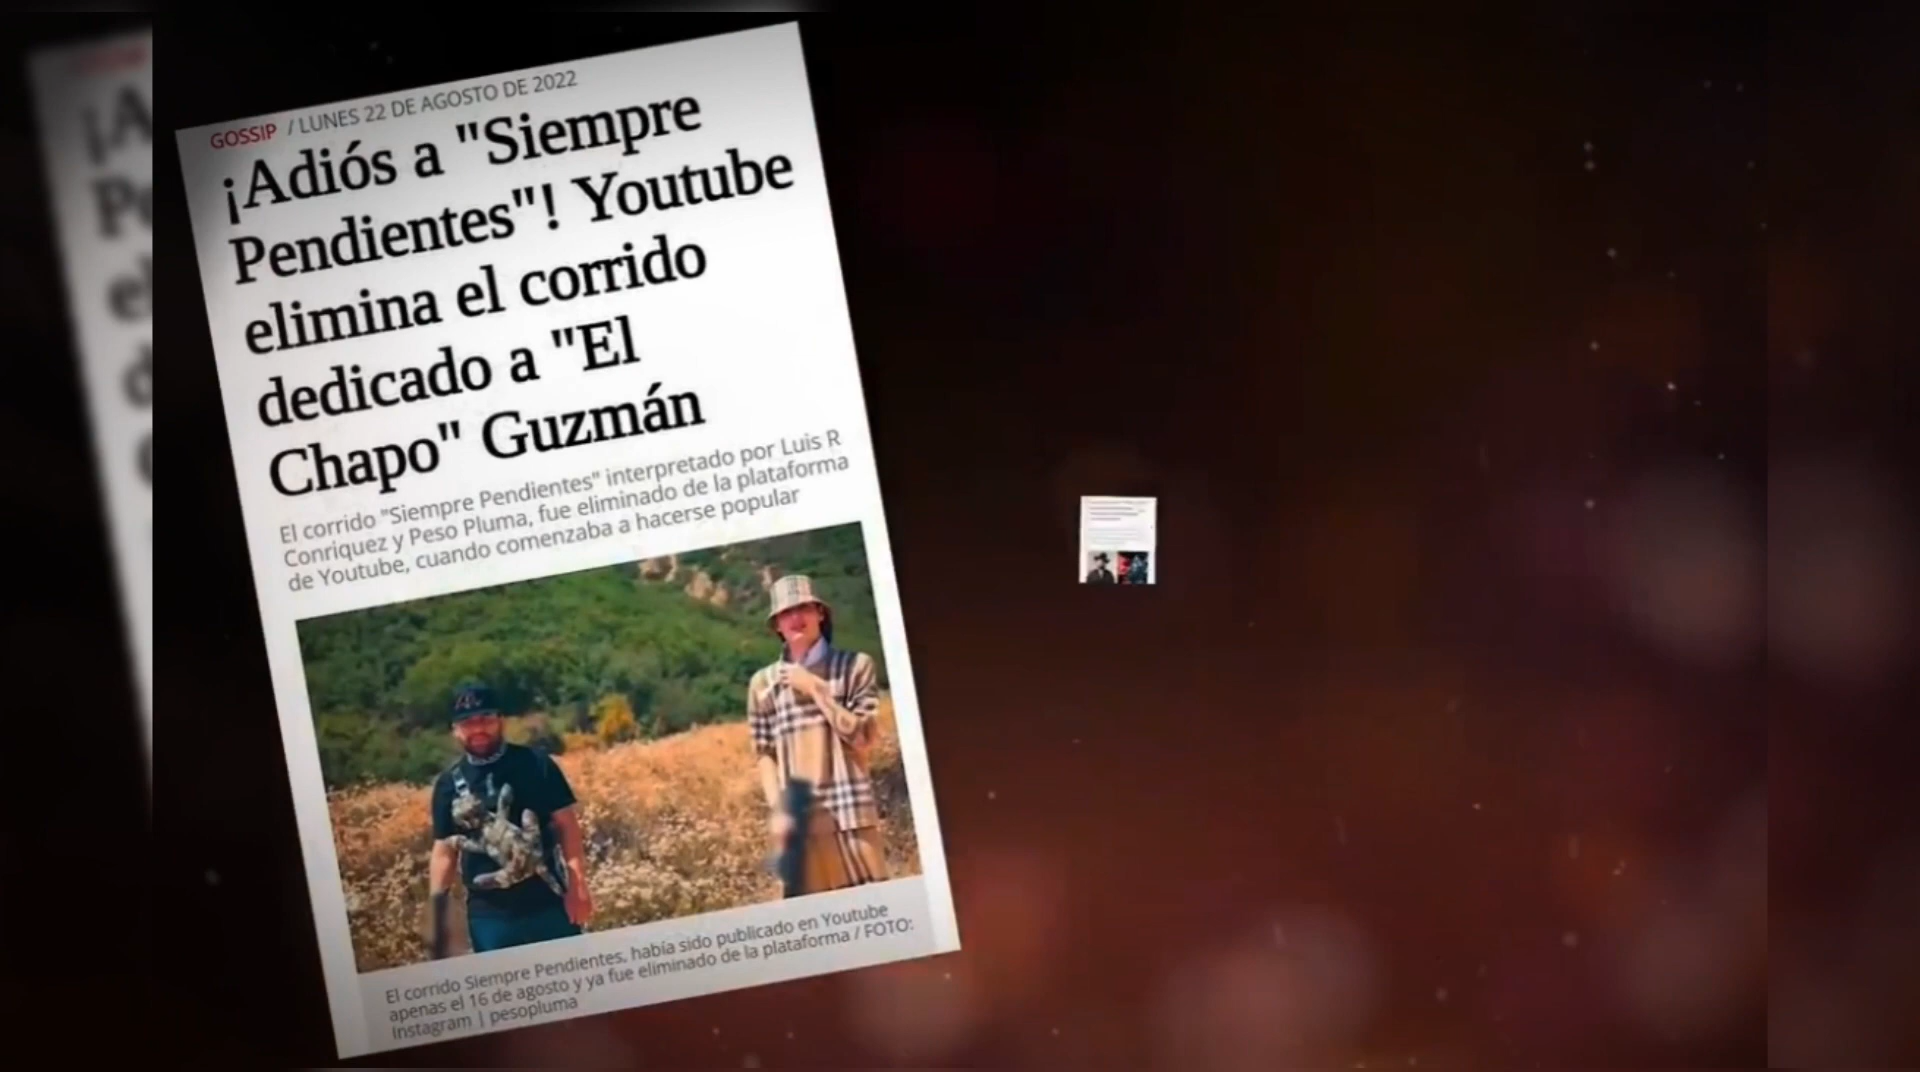 GOSSIP / LUNES 22 DE AGOSTO DE 2022
¡Adiós a "Siempre
Pendientes"! Youtube
elimina el corrido
dedicado a "El
Chapo" Guzmán
El corrido "Siempre Pendientes" interpretado por Luis R
Conriquez y Peso Pluma, fue eliminado de la plataforma
de Youtube, cuando comenzaba a hacerse popular
El corrido Siempre Pendientes, había sido publicado en Youtube
apenas el 16 de agosto y ya fue eliminado de la plataforma / FOTO:
Instagram | pesopluma